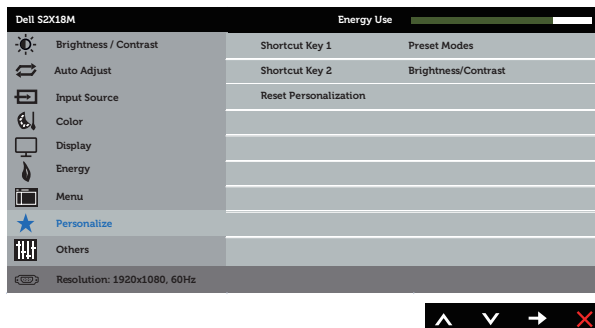 Dell S2X18M Energy Use
Brightness / Contrast Shortcut Key 1 Preset Modes
Auto Adjust Shortcut Key 2 Brightness/Contrast
Input Source Reset Personalization
Color
Display
Energy
Menu
Personalize
Others
Resolution: 1920x1080, 60Hz